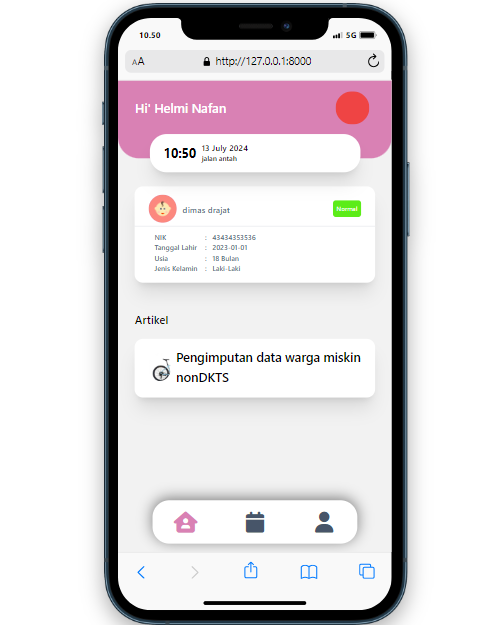 10.50
5G
AA
http://127.0.0.1:8000
Hi' Helmi Nafan
10:50
13 July 2024
jalan antah
dimas drajat
Normal
NIK : 43434353536
Tanggal Lahir : 2023-01-01
Usia : 18 Bulan
Jenis Kelamin : Laki-Laki
Artikel
Pengimputan data warga miskin
nonDKTS